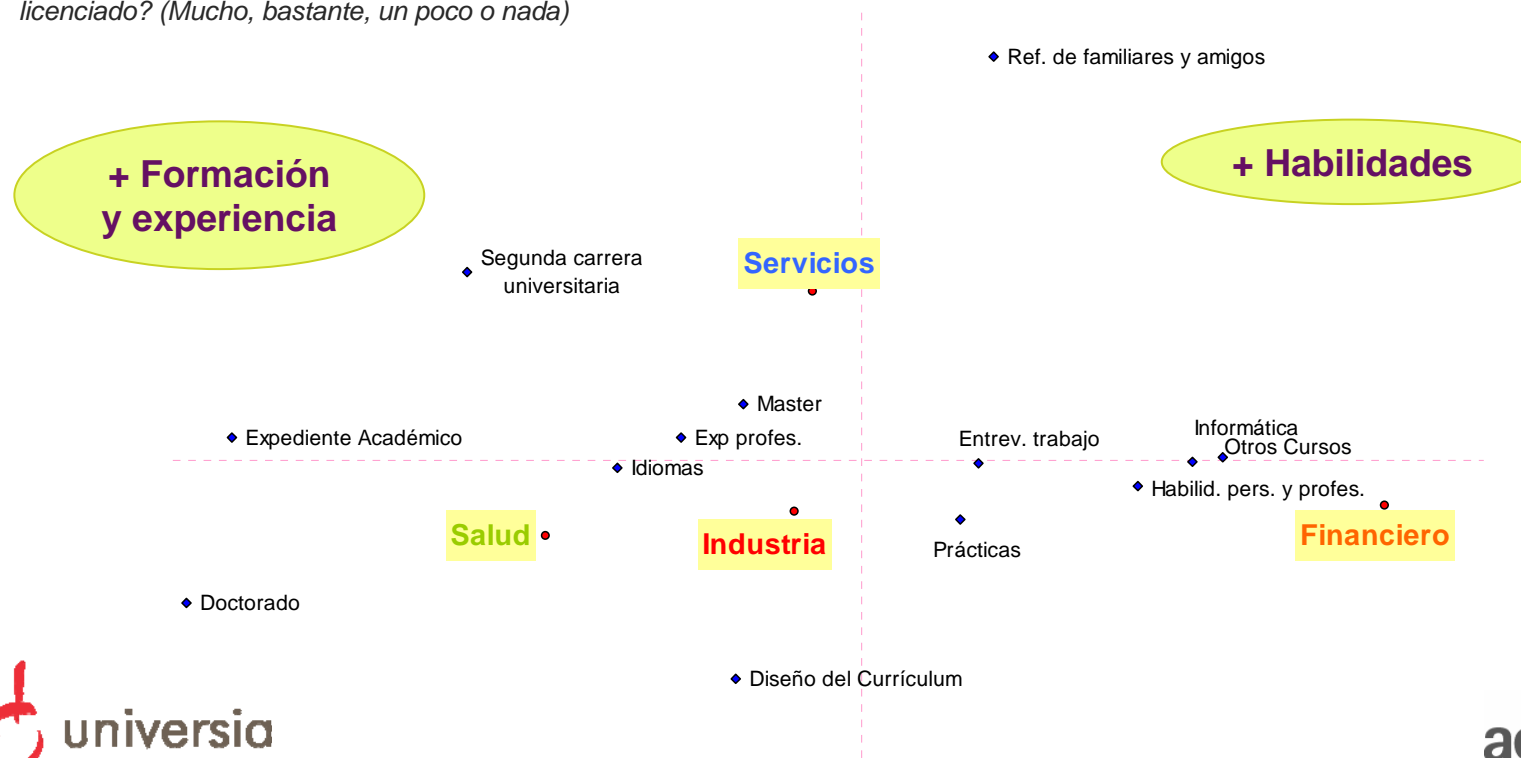 licenciado? (Mucho, bastante, un poco o nada)
Ref. de familiares y amigos
+ Formación
y experiencia
+ Habilidades
Segunda carrera
universitaria
Servicios
Master
Expediente Académico
Exp profes.
Entrev. trabajo
Informática
Otros Cursos
Idiomas
Habilid. pers. y profes.
Salud
Industria
Prácticas
Financiero
Doctorado
Diseño del Currículum
universia